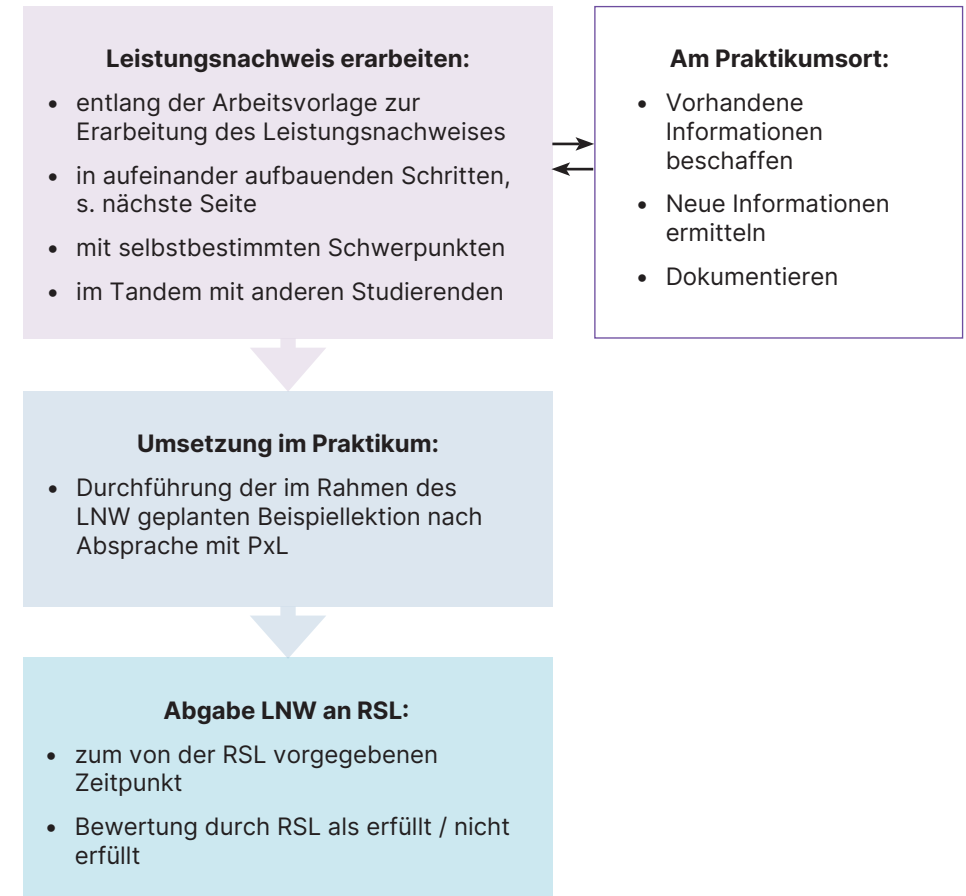 Leistungsnachweis erarbeiten:
• entlang der Arbeitsvorlage zur
Erarbeitung des Leistungsnachweises
• in aufeinander aufbauenden Schritten,
s. nächste Seite
• mit selbstbestimmten Schwerpunkten
• im Tandem mit anderen Studierenden
Am Praktikumsort:
• Vorhandene
Informationen
beschaffen
• Neue Informationen
ermitteln
• Dokumentieren
Umsetzung im Praktikum:
• Durchführung der im Rahmen des
LNW geplanten Beispiellektion nach
Absprache mit PxL
Abgabe LNW an RSL:
• zum von der RSL vorgegebenen
Zeitpunkt
• Bewertung durch RSL als erfüllt / nicht
erfüllt